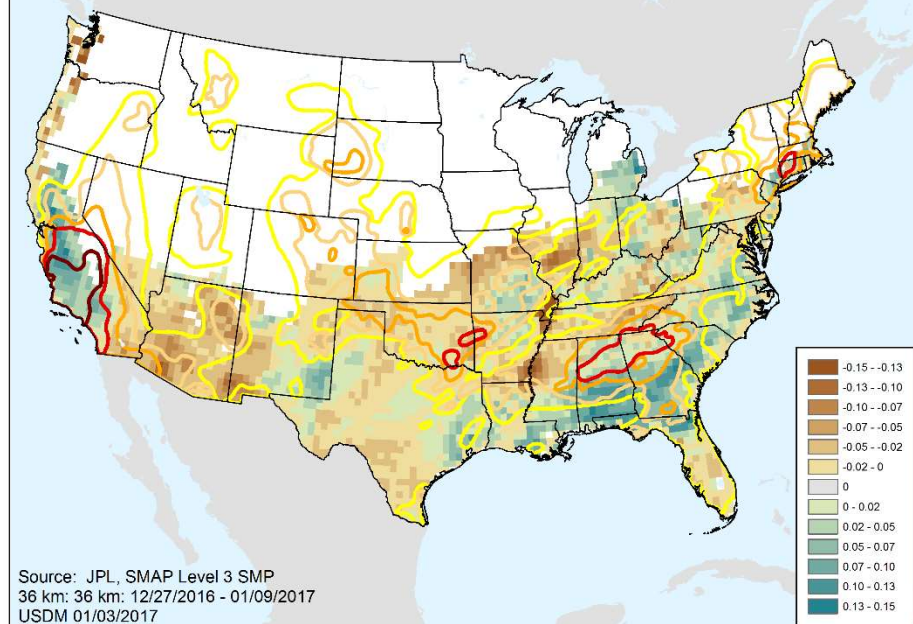 -0.15 - -0.13
-0.13 - -0.10
-0.10 - -0.07
-0.07 - -0.05
-0.05 - -0.02
-0.02 - 0
0
0 - 0.02
0.02 - 0.05
0.05 - 0.07
0.07 - 0.10
0.10 - 0.13
0.13 - 0.15
Source: JPL, SMAP Level 3 SMP
36 km: 36 km: 12/27/2016 - 01/09/2017
USDM 01/03/2017